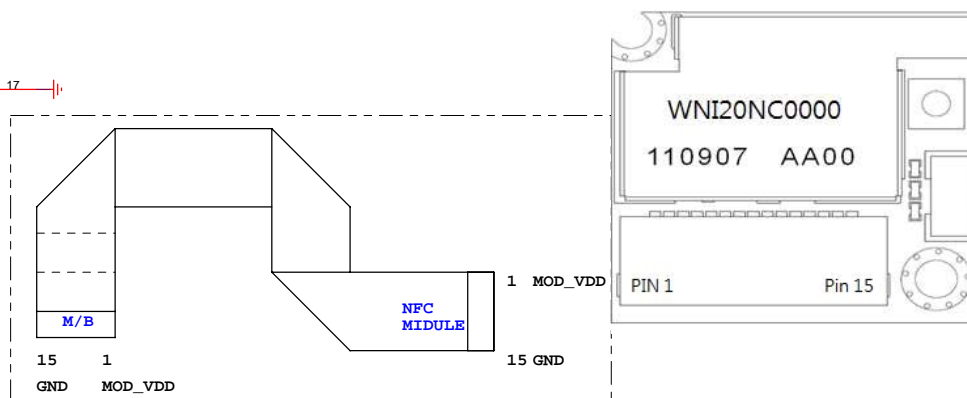 17
WNI20NC0000
110907 AA00
PIN 1
Pin 15
1 MOD_VDD
NFC
MIDULE
M/B
15 GND
15 1
GND MOD_VDD